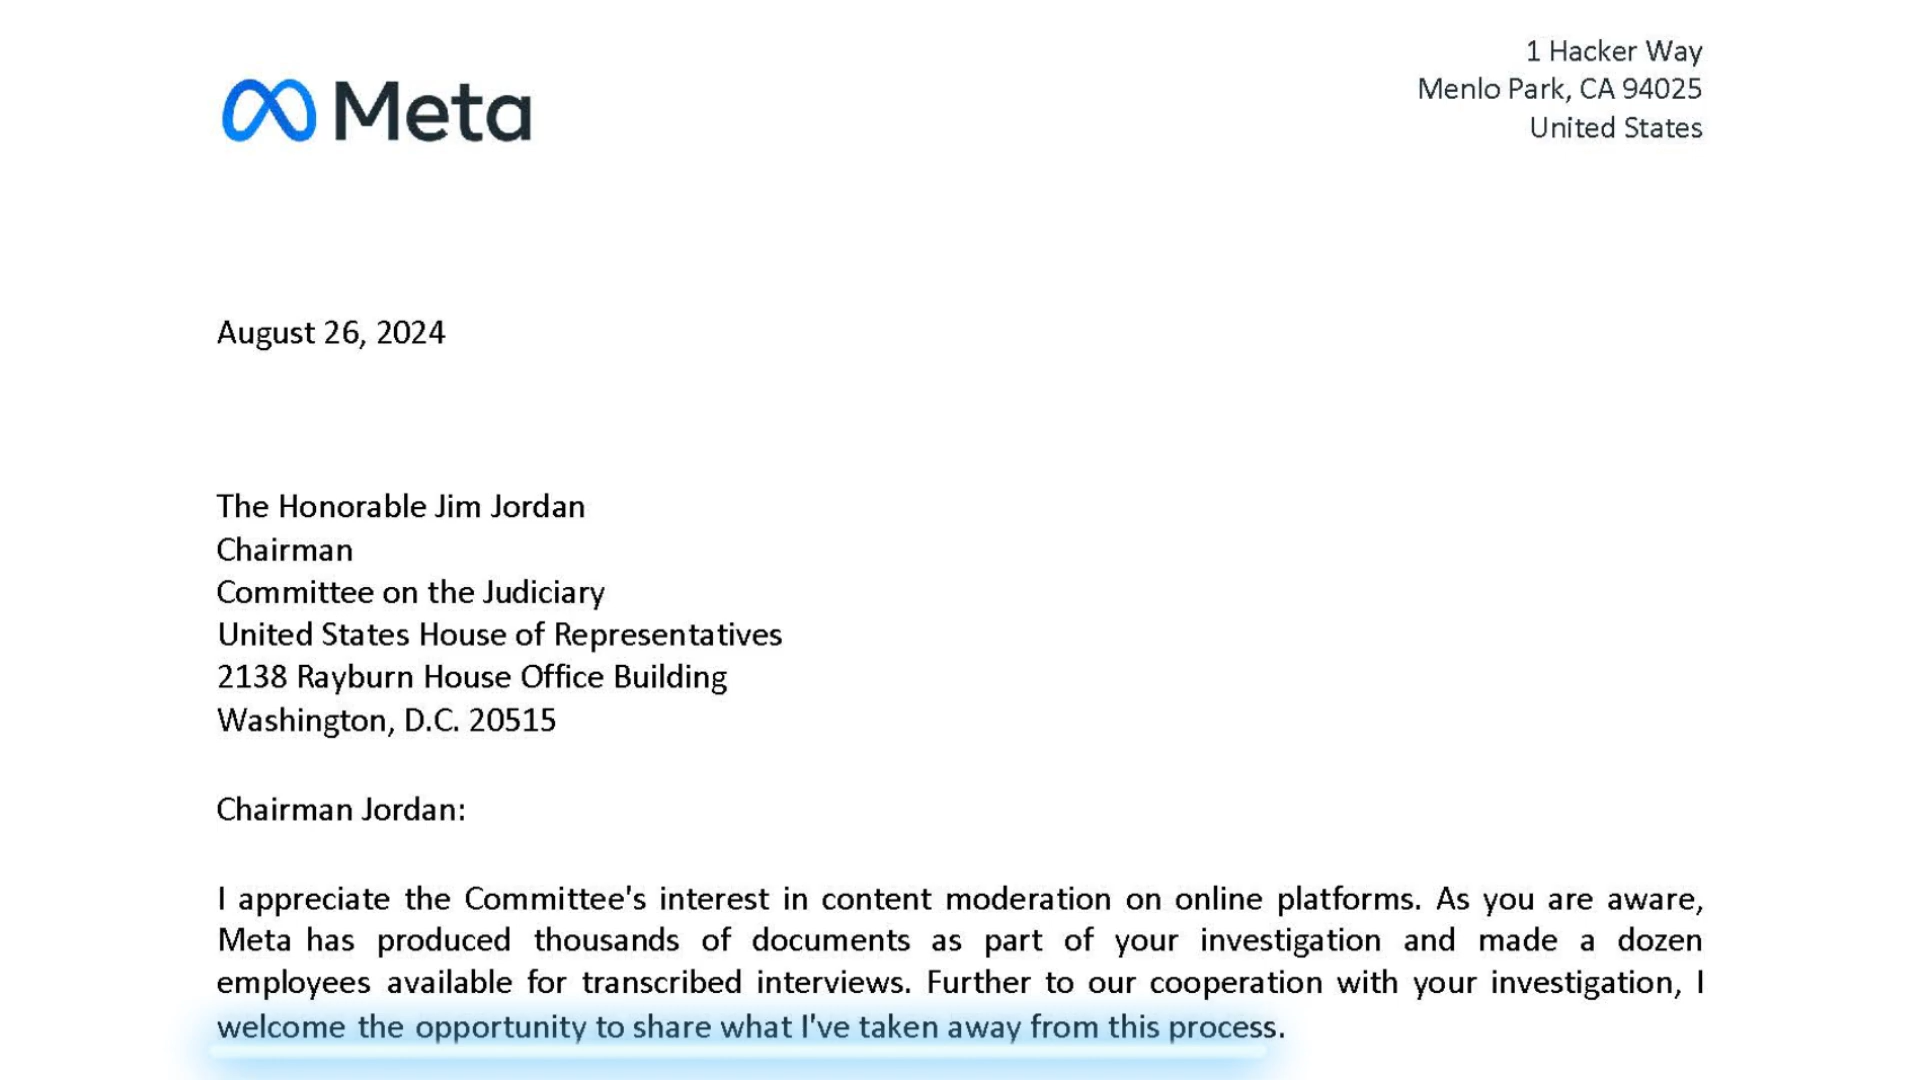 Meta
1 Hacker Way
Menlo Park, CA 94025
United States
August 26, 2024
The Honorable Jim Jordan
Chairman
Committee on the Judiciary
United States House of Representatives
2138 Rayburn House Office Building
Washington, D.C. 20515
Chairman Jordan:
I appreciate the Committee's interest in content moderation on online platforms. As you are aware,
Meta has produced thousands of documents as part of your investigation and made a dozen
employees available for transcribed interviews. Further to our cooperation with your investigation, I
welcome the opportunity to share what I've taken away from this process.